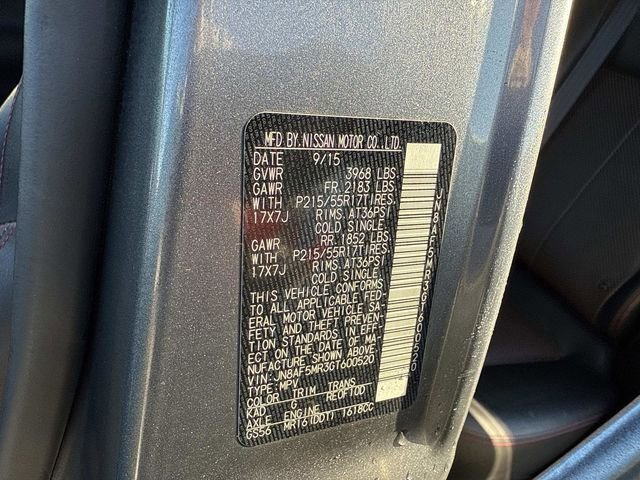 MFD. BY. NISSAN MOTOR CO., LTD.
DATE 9/15
GVWR 3968 LBS
GAWR FR. 2183 LBS.
WITH P215/55R17TIRES,
17X7J RIMS, AT36PSI,
COLD SINGLE
GAWR RR. 1852 LBS.
WITH P215/55R17TIRES,
17X7J RIMS, AT36PSI,
COLD SINGLE
THIS VEHICLE CONFORMS
TO ALL APPLICABLE FED-
ERAL MOTOR VEHICLE SA-
FETY AND THEFT PREVEN-
TION STANDARDS IN EFF-
ECT ON THE DATE OF MA-
NUFACTURE SHOWN ABOVE.
VIN:JN8AF5MR3GT600520
TYPE: MPV
COLOR TRIM TRANS
KAD G RE0F10D
AXLE ENGINE
GS55 MR16(DDT) 1618CC
JN8AF5MR3GT600520